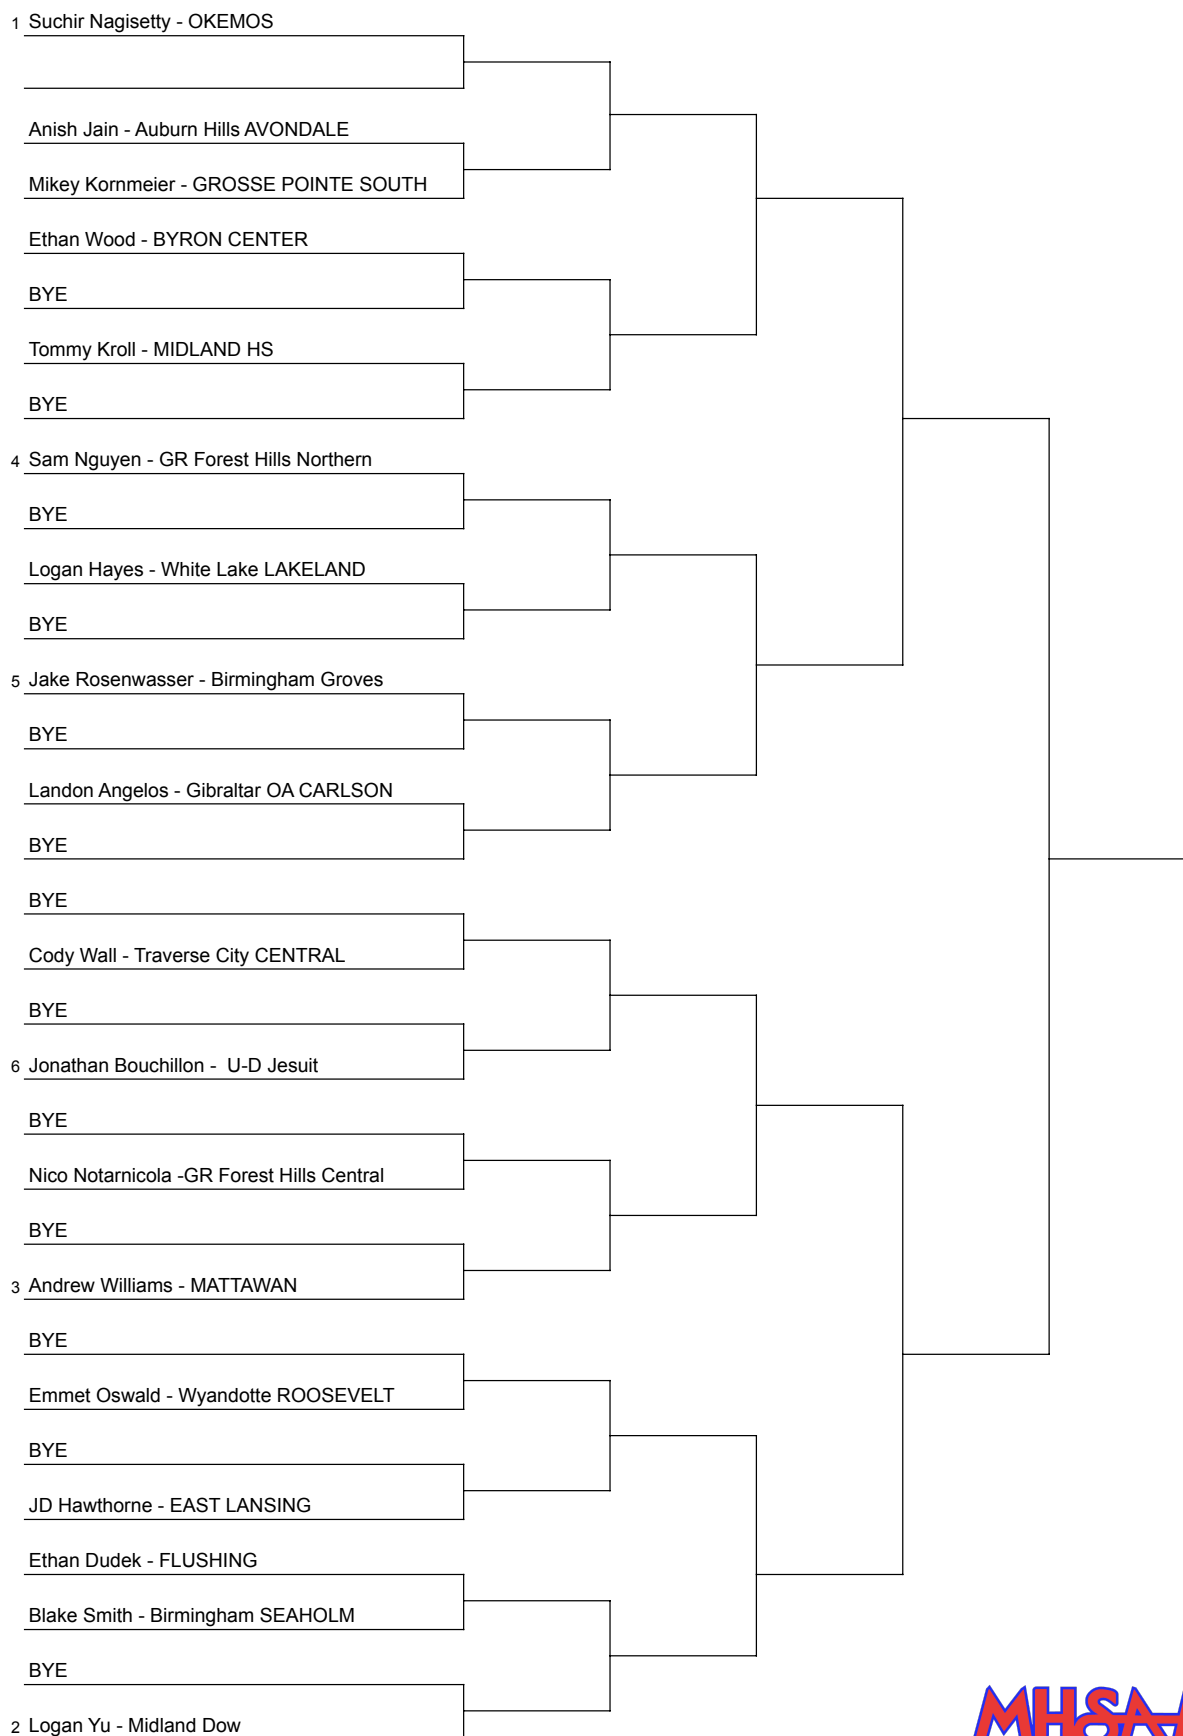 1 Suchir Nagisetty - OKEMOS
Anish Jain - Auburn Hills AVONDALE
Mikey Kornmeier - GROSSE POINTE SOUTH
Ethan Wood - BYRON CENTER
BYE
Tommy Kroll - MIDLAND HS
BYE
4 Sam Nguyen - GR Forest Hills Northern
BYE
Logan Hayes - White Lake LAKELAND
BYE
5 Jake Rosenwasser - Birmingham Groves
BYE
Landon Angelos - Gibraltar OA CARLSON
BYE
BYE
Cody Wall - Traverse City CENTRAL
BYE
6 Jonathan Bouchillon -  U-D Jesuit
BYE
Nico Notarnicola -GR Forest Hills Central
BYE
3 Andrew Williams - MATTAWAN
BYE
Emmet Oswald - Wyandotte ROOSEVELT
BYE
JD Hawthorne - EAST LANSING
Ethan Dudek - FLUSHING
Blake Smith - Birmingham SEAHOLM
BYE
2 Logan Yu - Midland Dow
MHSAA